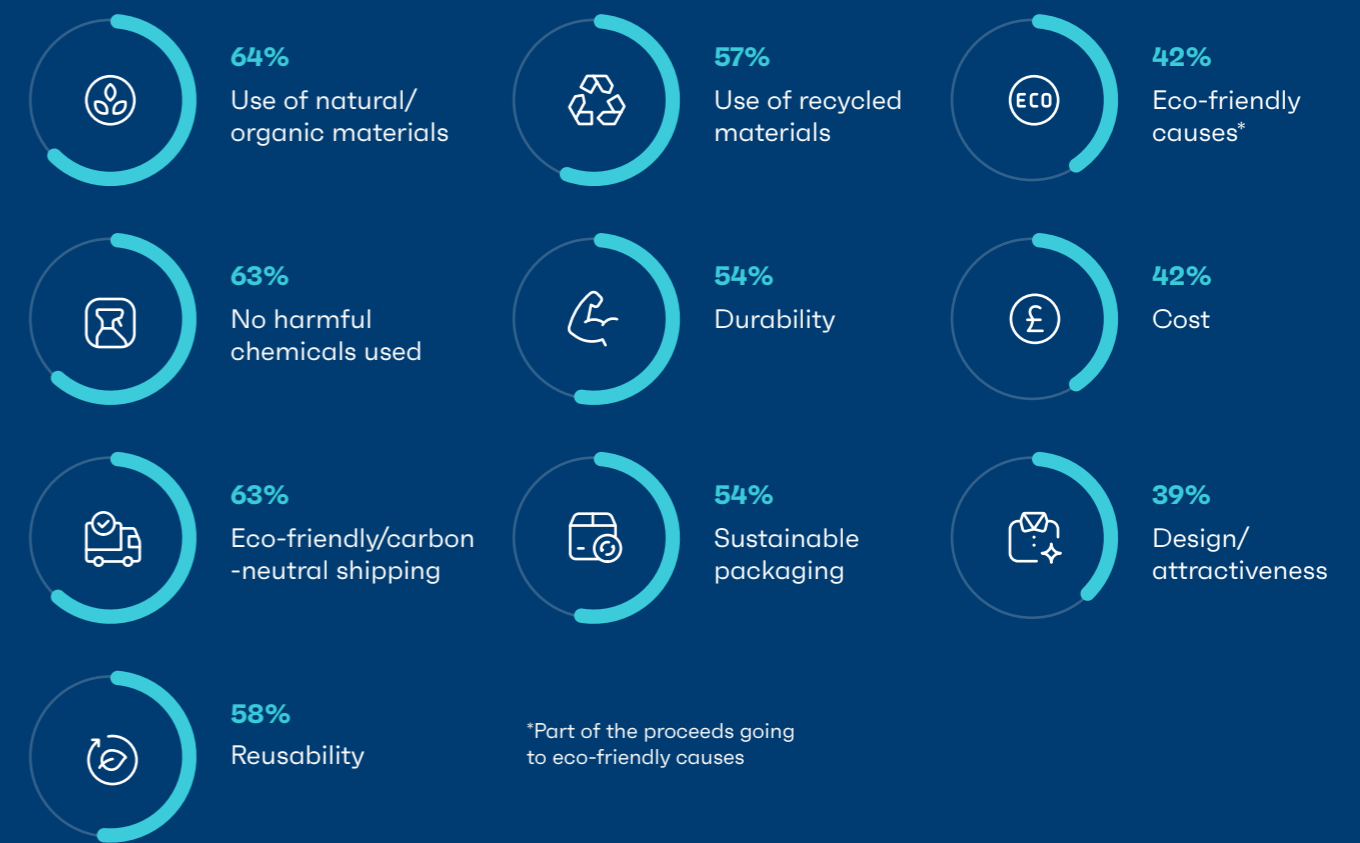 64%
Use of natural/
organic materials
63%
No harmful
chemicals used
63%
Eco-friendly/carbon
-neutral shipping
58%
Reusability
57%
Use of recycled
materials
54%
Durability
54%
Sustainable
packaging
*Part of the proceeds going
to eco-friendly causes
ECO
42%
Eco-friendly
causes*
£
42%
Cost
39%
Design/
attractiveness